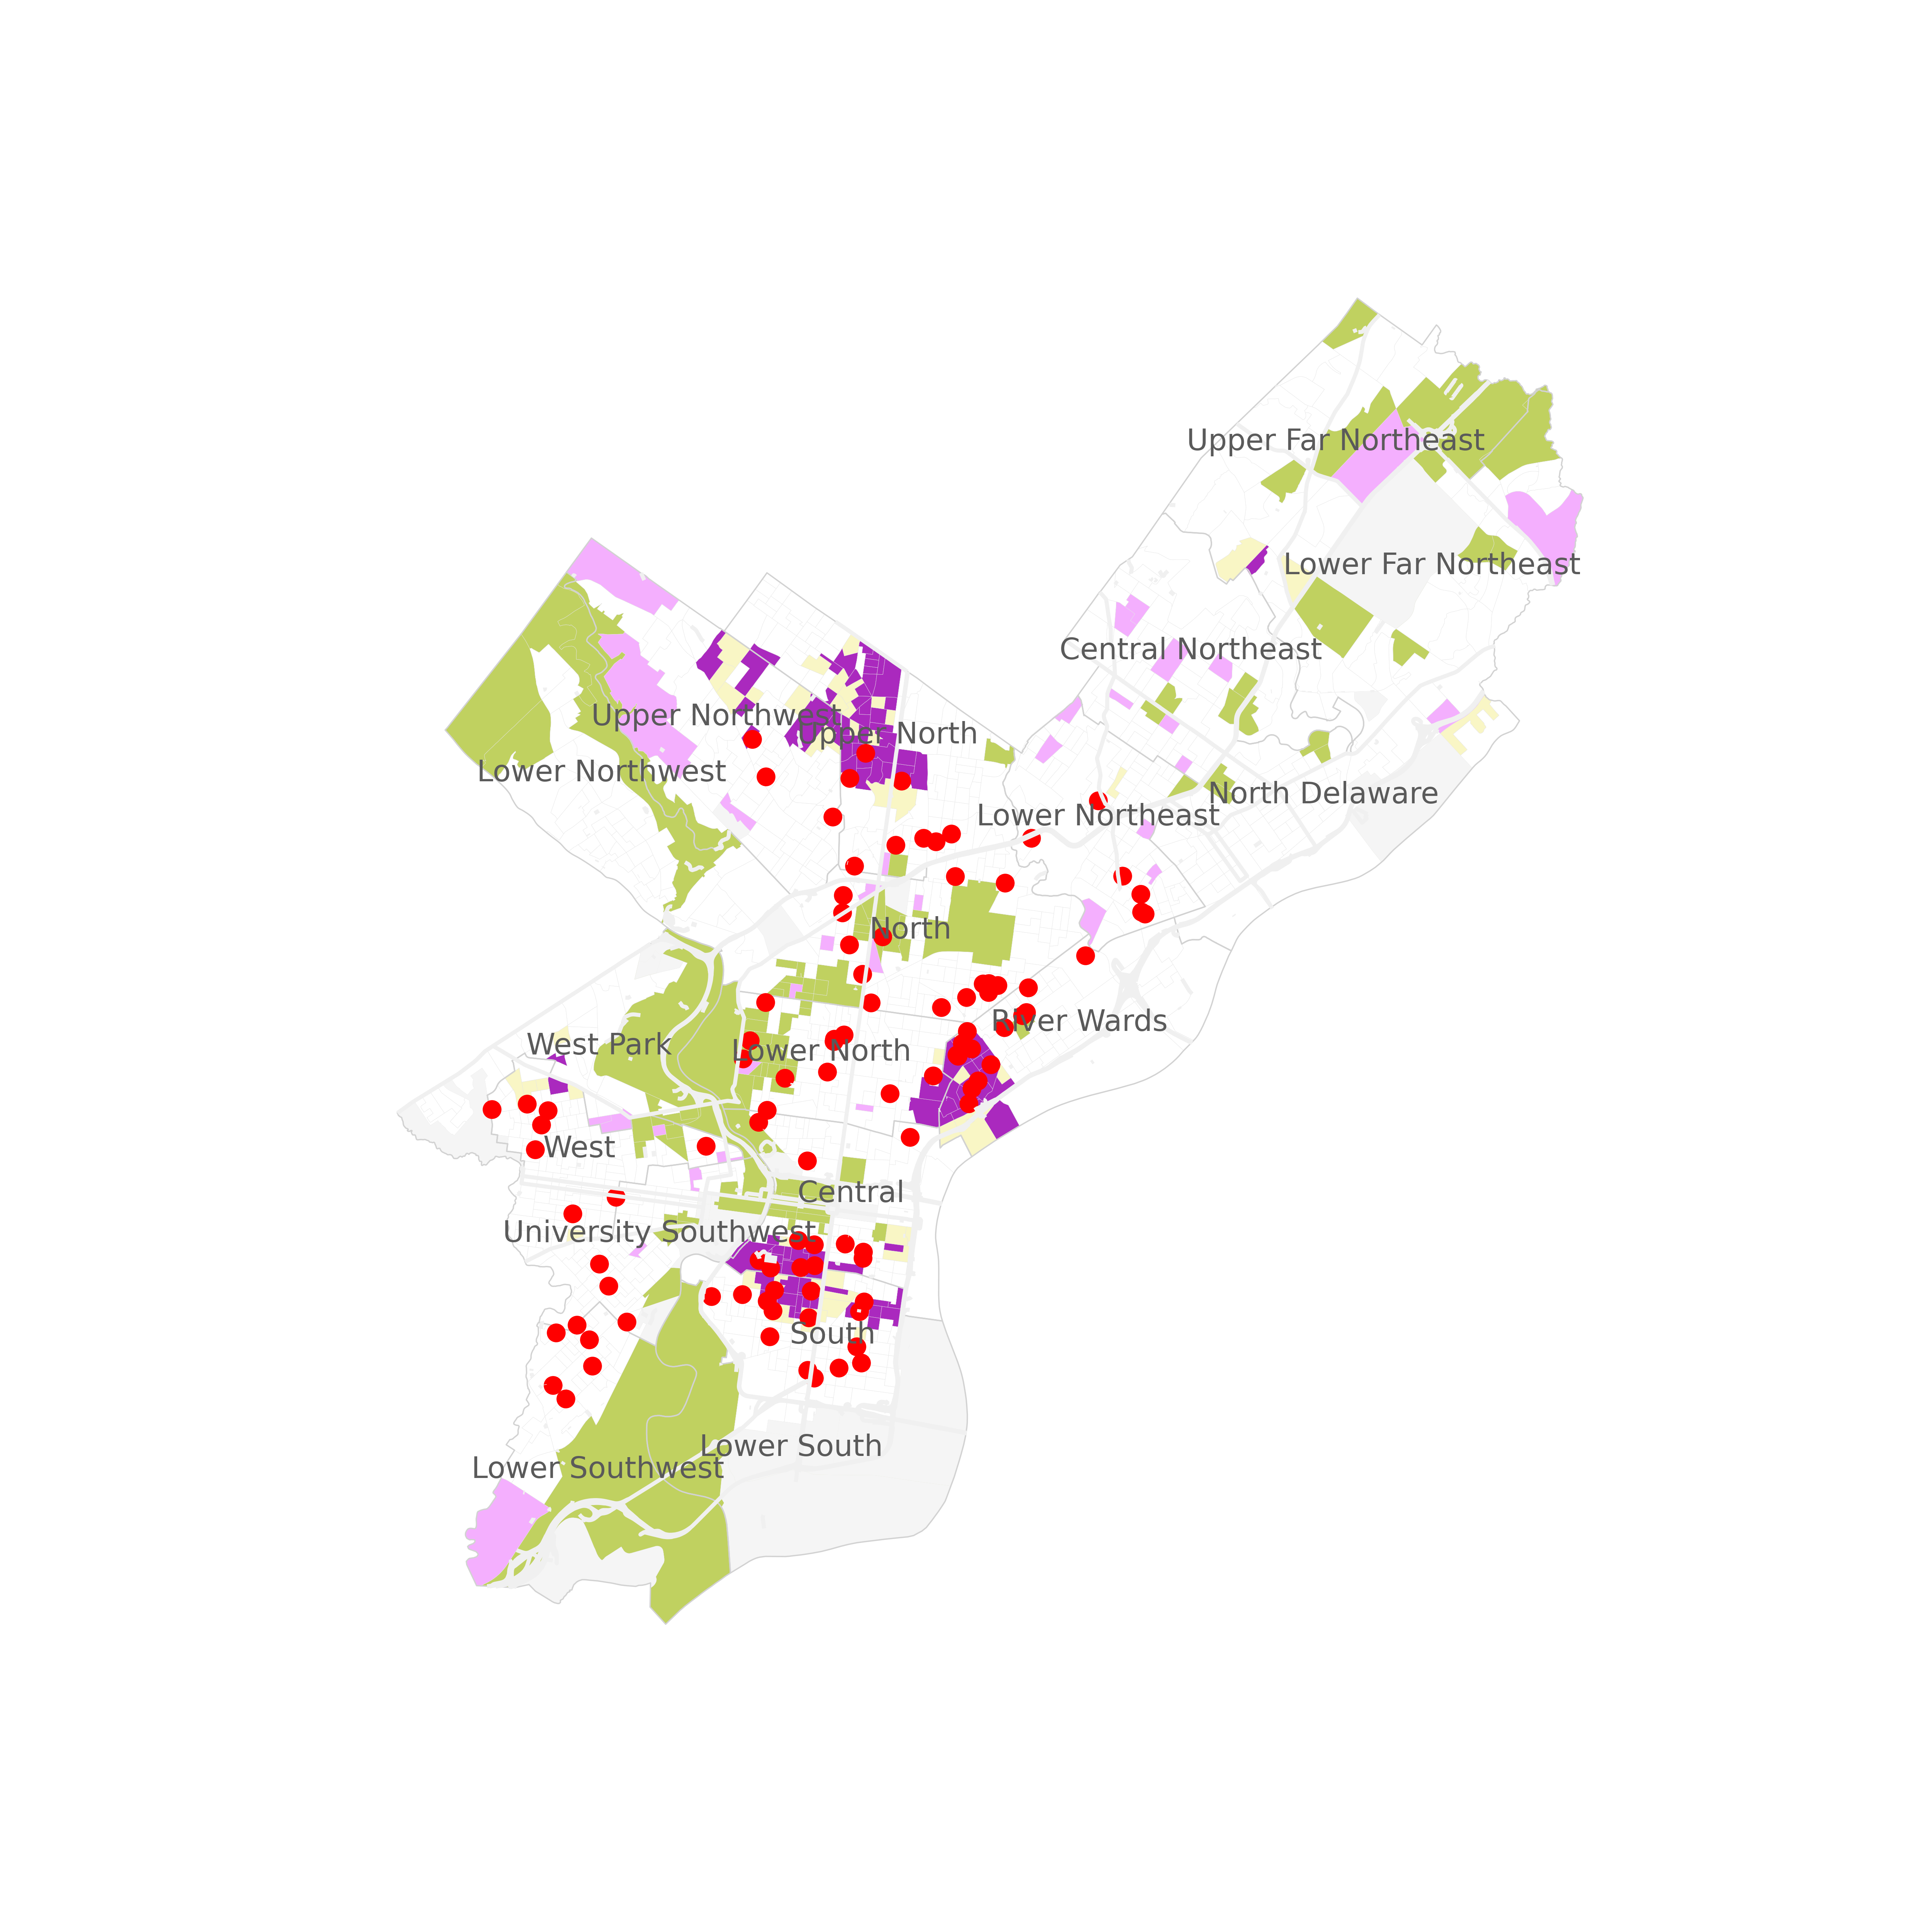 Upper Far Northeast
Lower Far Northeast
Central Northeast
Upper Northwest
Upper North
Lower Northwest
North Delaware
Lower Northeast
North
River Wards
West Park
Lower North
West
Central
University Southwest
South
Lower South
Lower Southwest